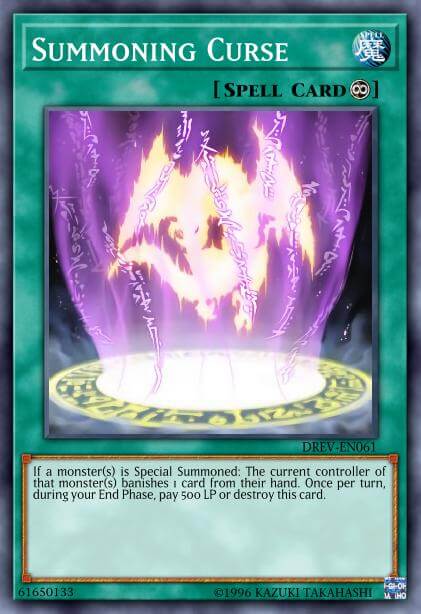 Summoning Curse
SPELL
魔
[Spell Card]
DREV-EN061
If a monster(s) is Special Summoned: The current controller of
that monster(s) banishes 1 card from their hand. Once per turn,
during your End Phase, pay 500 LP or destroy this card.
61650133
©1996 KAZUKI TAKAHASHI